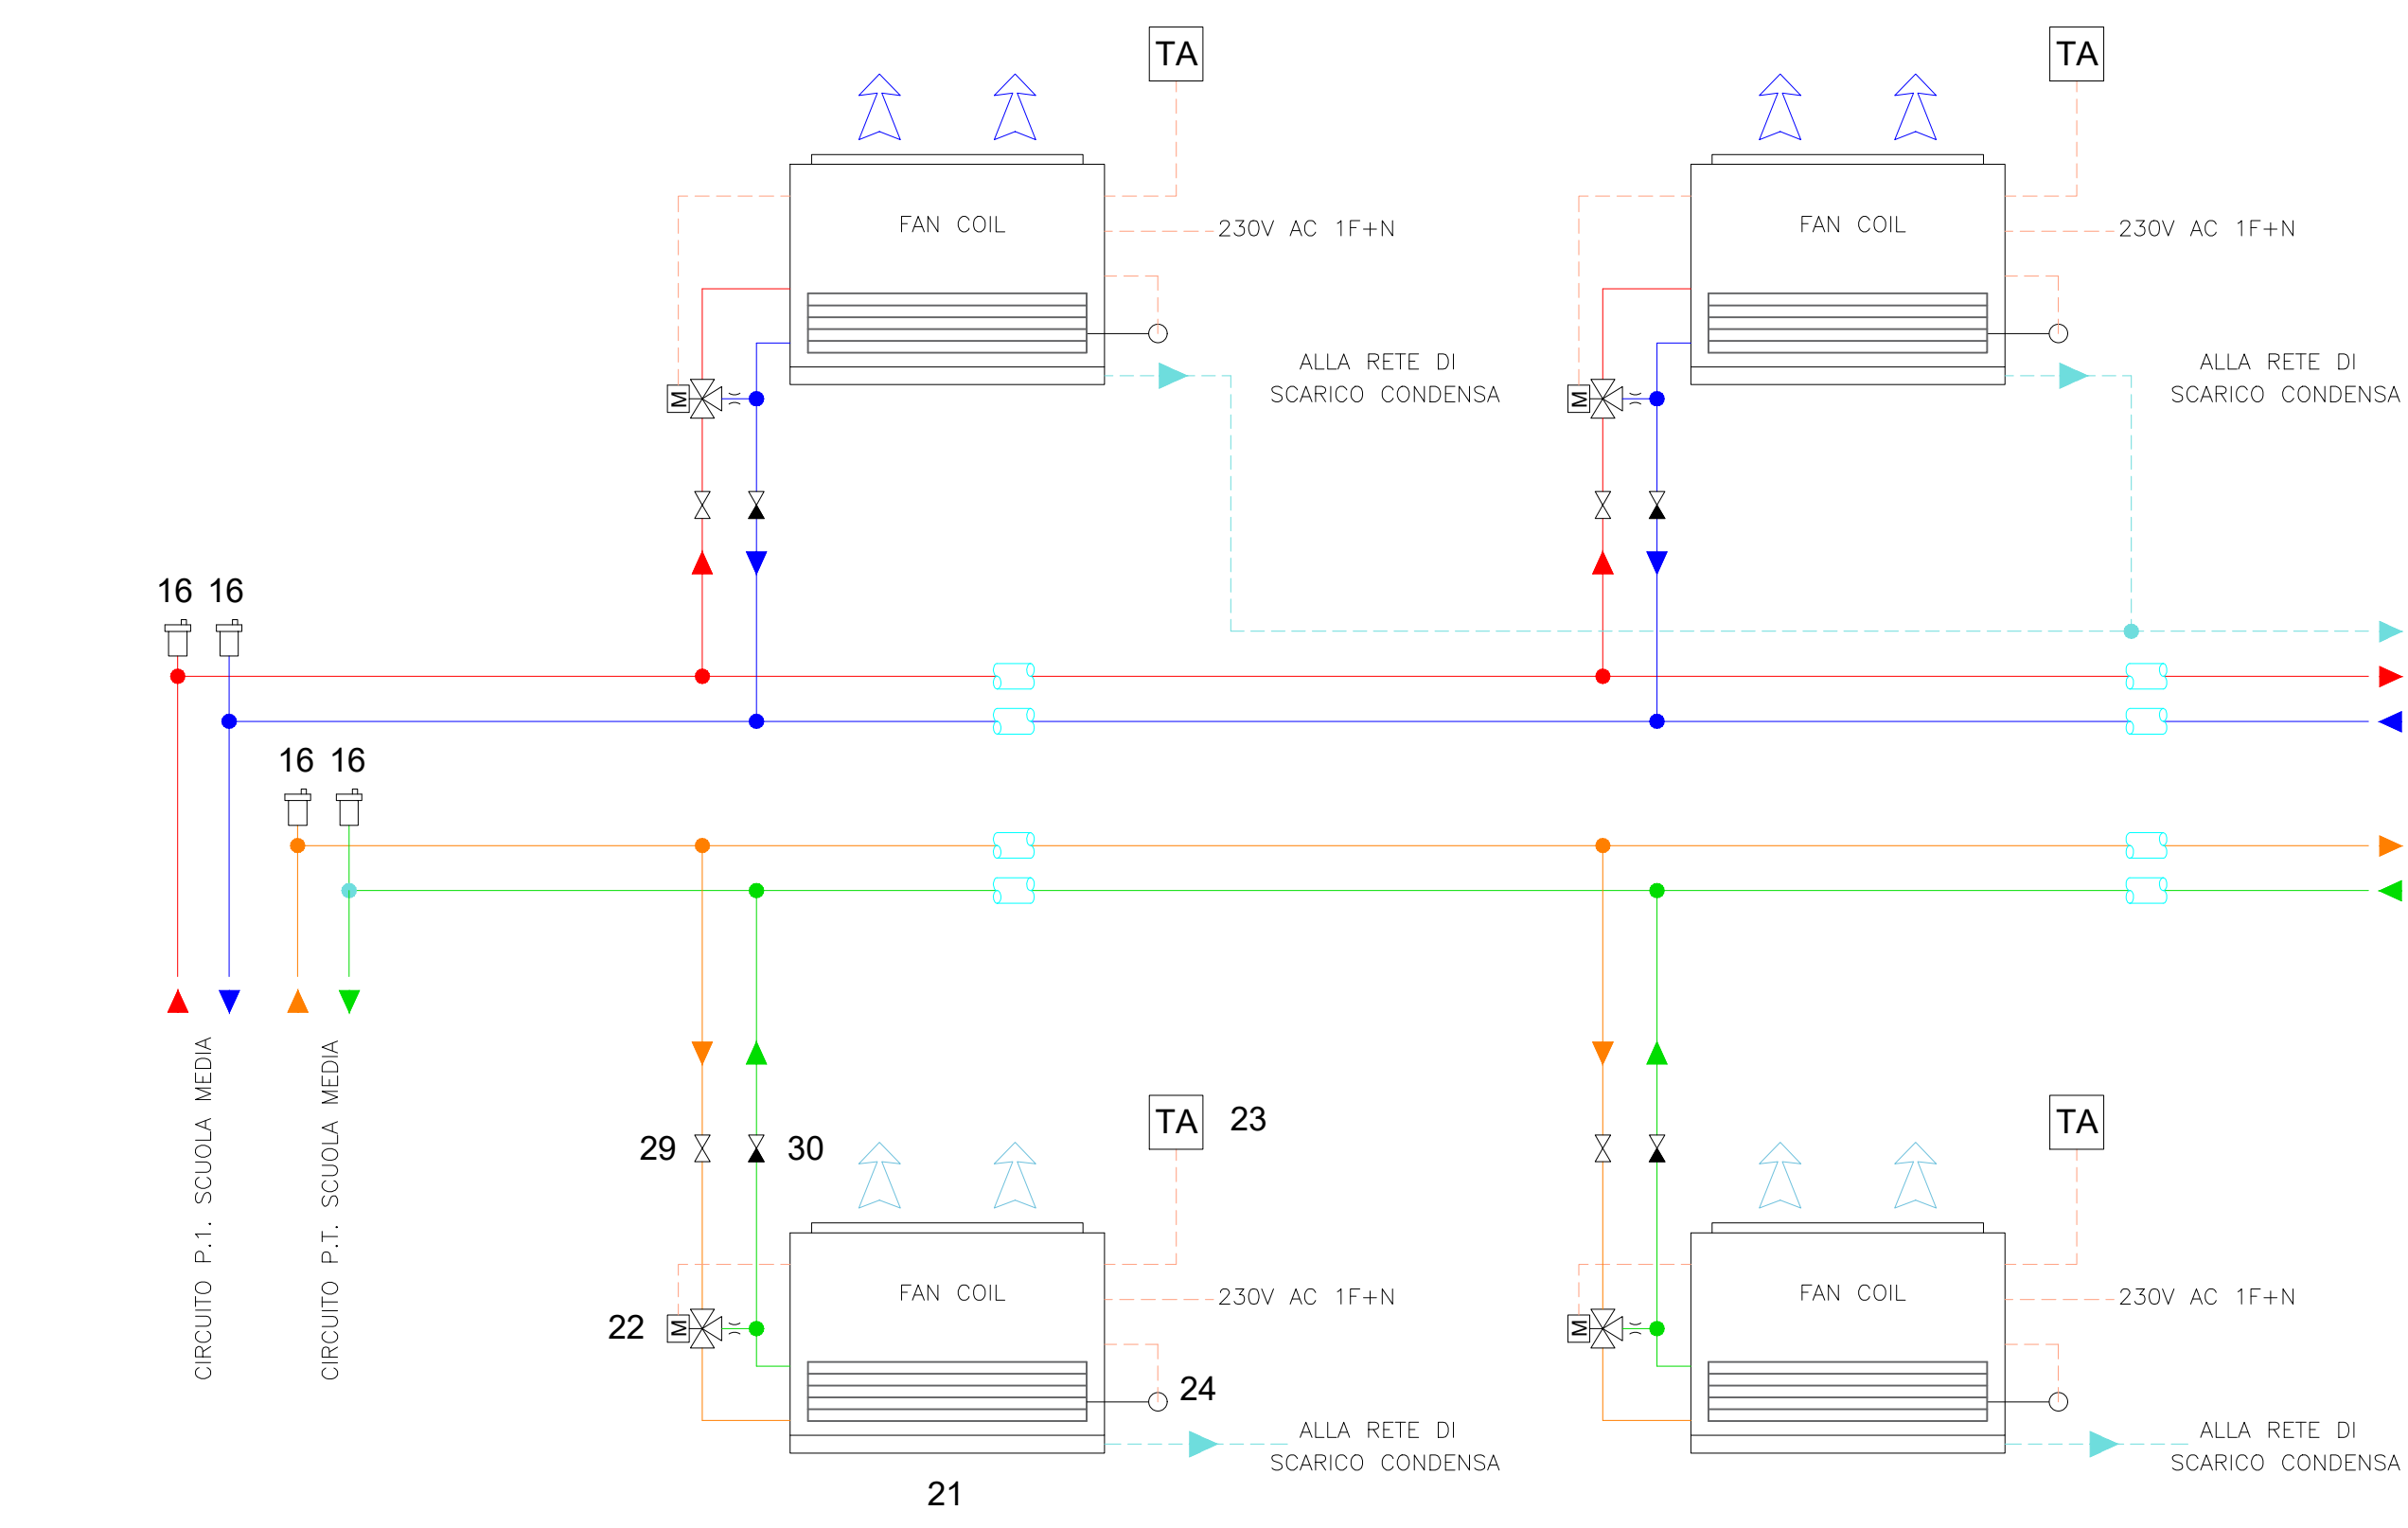 TA
TA
FAN COIL
230V AC 1F+N
FAN COIL
230V AC 1F+N
ALLA RETE DI
SCARICO CONDENSA
ALLA RETE DI
SCARICO CONDENSA
M
M
16 16
16 16
CIRCUITO P.1. SCUOLA MEDIA
CIRCUITO P.T. SCUOLA MEDIA
TA 23
TA
29 30
FAN COIL
230V AC 1F+N
FAN COIL
230V AC 1F+N
22 M
M
24
ALLA RETE DI
SCARICO CONDENSA
ALLA RETE DI
SCARICO CONDENSA
21